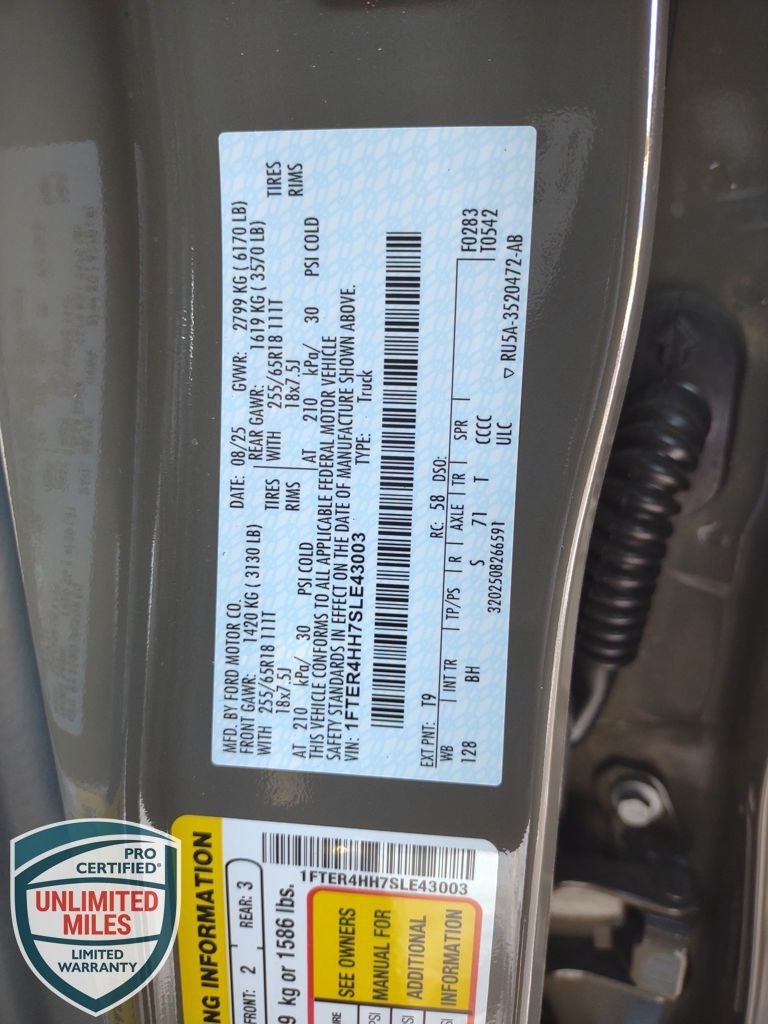 MFD. BY FORD MOTOR CO.
DATE: 08/25 GVWR: 2799 KG ( 6170 LB)
FRONT GAWR: 1420 KG ( 3130 LB)
REAR GAWR: 1619 KG ( 3570 LB)
WITH 255/65R18 111T TIRES
WITH 255/65R18 111T TIRES
18x7.5J RIMS
18x7.5J RIMS
AT 210 kPa/ 30 PSI COLD
AT 210 kPa/ 30 PSI COLD
THIS VEHICLE CONFORMS TO ALL APPLICABLE FEDERAL MOTOR VEHICLE
SAFETY STANDARDS IN EFFECT ON THE DATE OF MANUFACTURE SHOWN ABOVE.
VIN: 1FTER4HH7SLE43003 TYPE: Truck
EXT PNT: T9 RC: 58 DSO: F0283
WB INT TR TP/PS R AXLE TR SPR T0542
128 BH S 71 T CCCC
ULC
3202508266591
▽ RU5A-3520472-AB
NG INFORMATION
FRONT: 2 REAR: 3
9 kg or 1586 lbs.
1FTER4HH7SLE43003
SEE OWNERS
MANUAL FOR
ADDITIONAL
INFORMATION
PRO
CERTIFIED®
UNLIMITED
MILES
LIMITED
WARRANTY